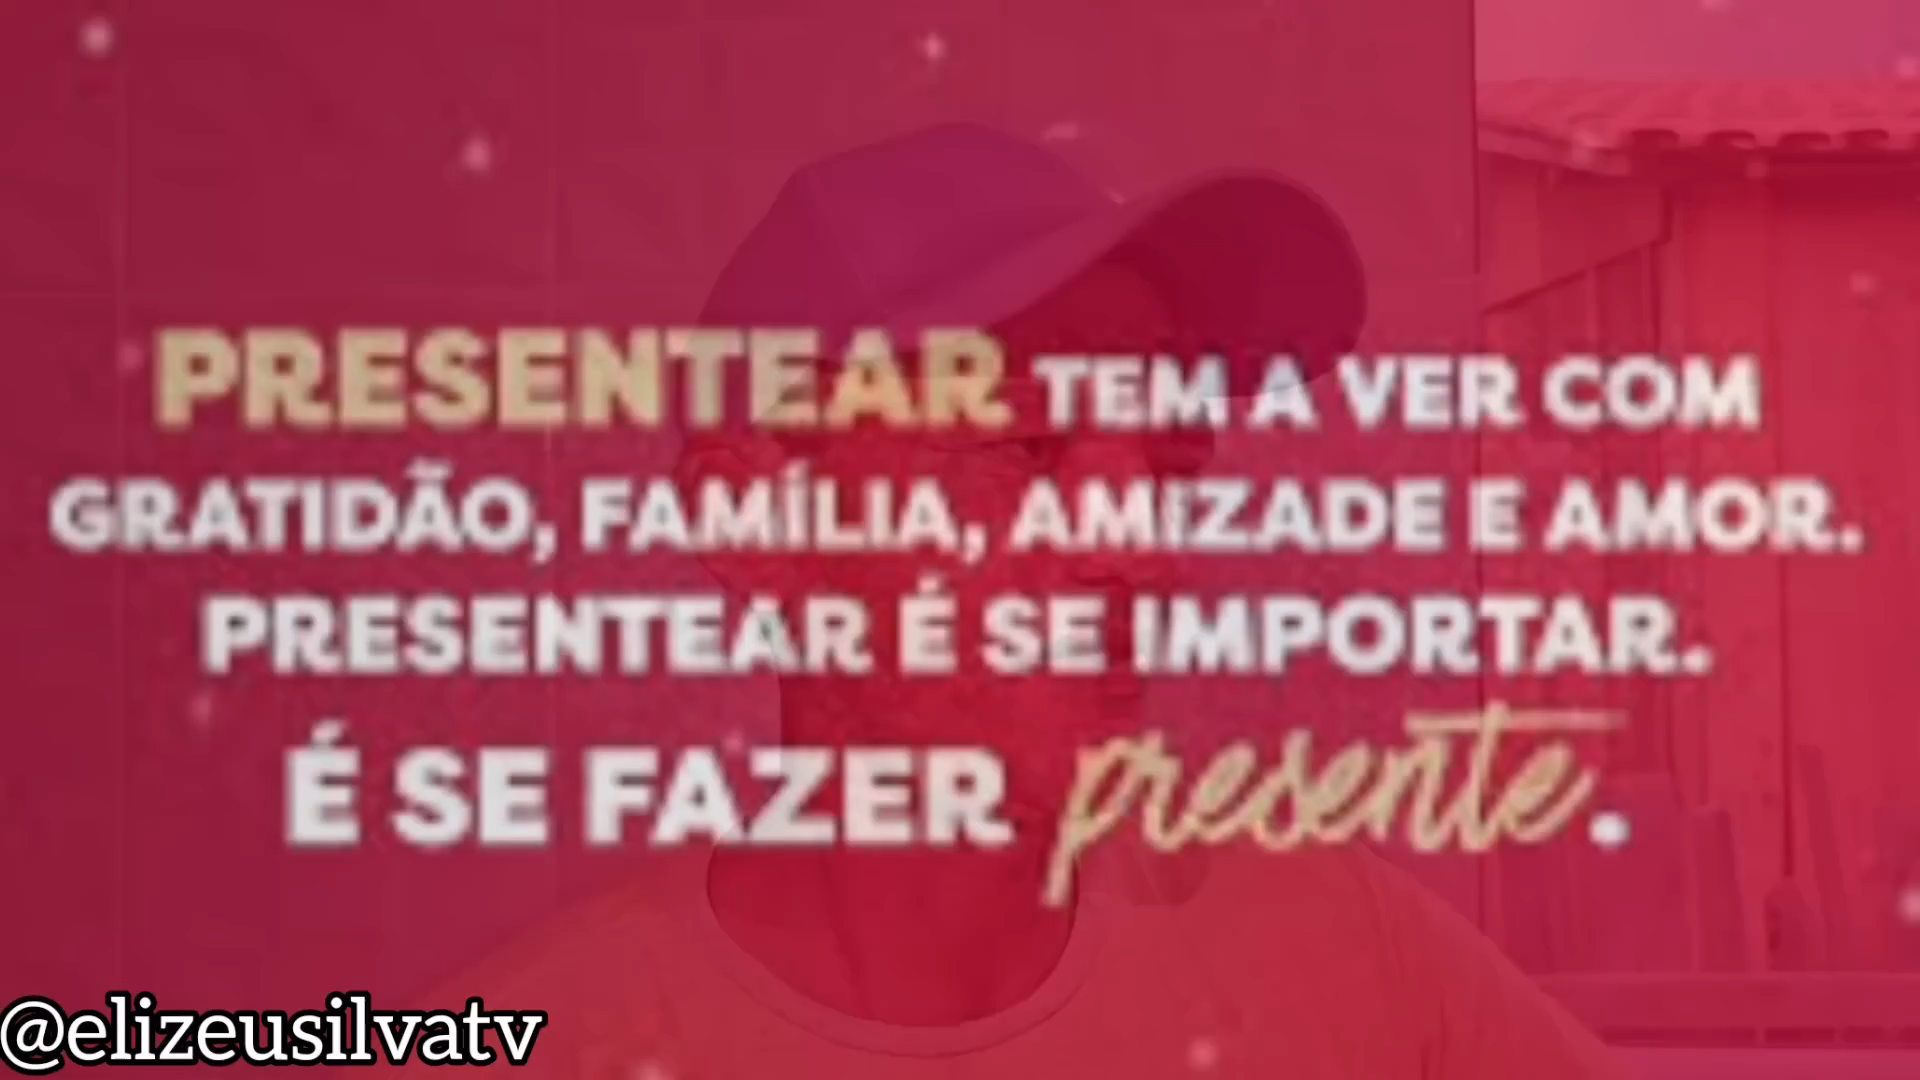 PRESENTEAR TEM A VER COM
GRATIDÃO, FAMÍLIA, AMIZADE E AMOR.
PRESENTEAR É SE IMPORTAR.
É SE FAZER presente.
@elizeusilvatv